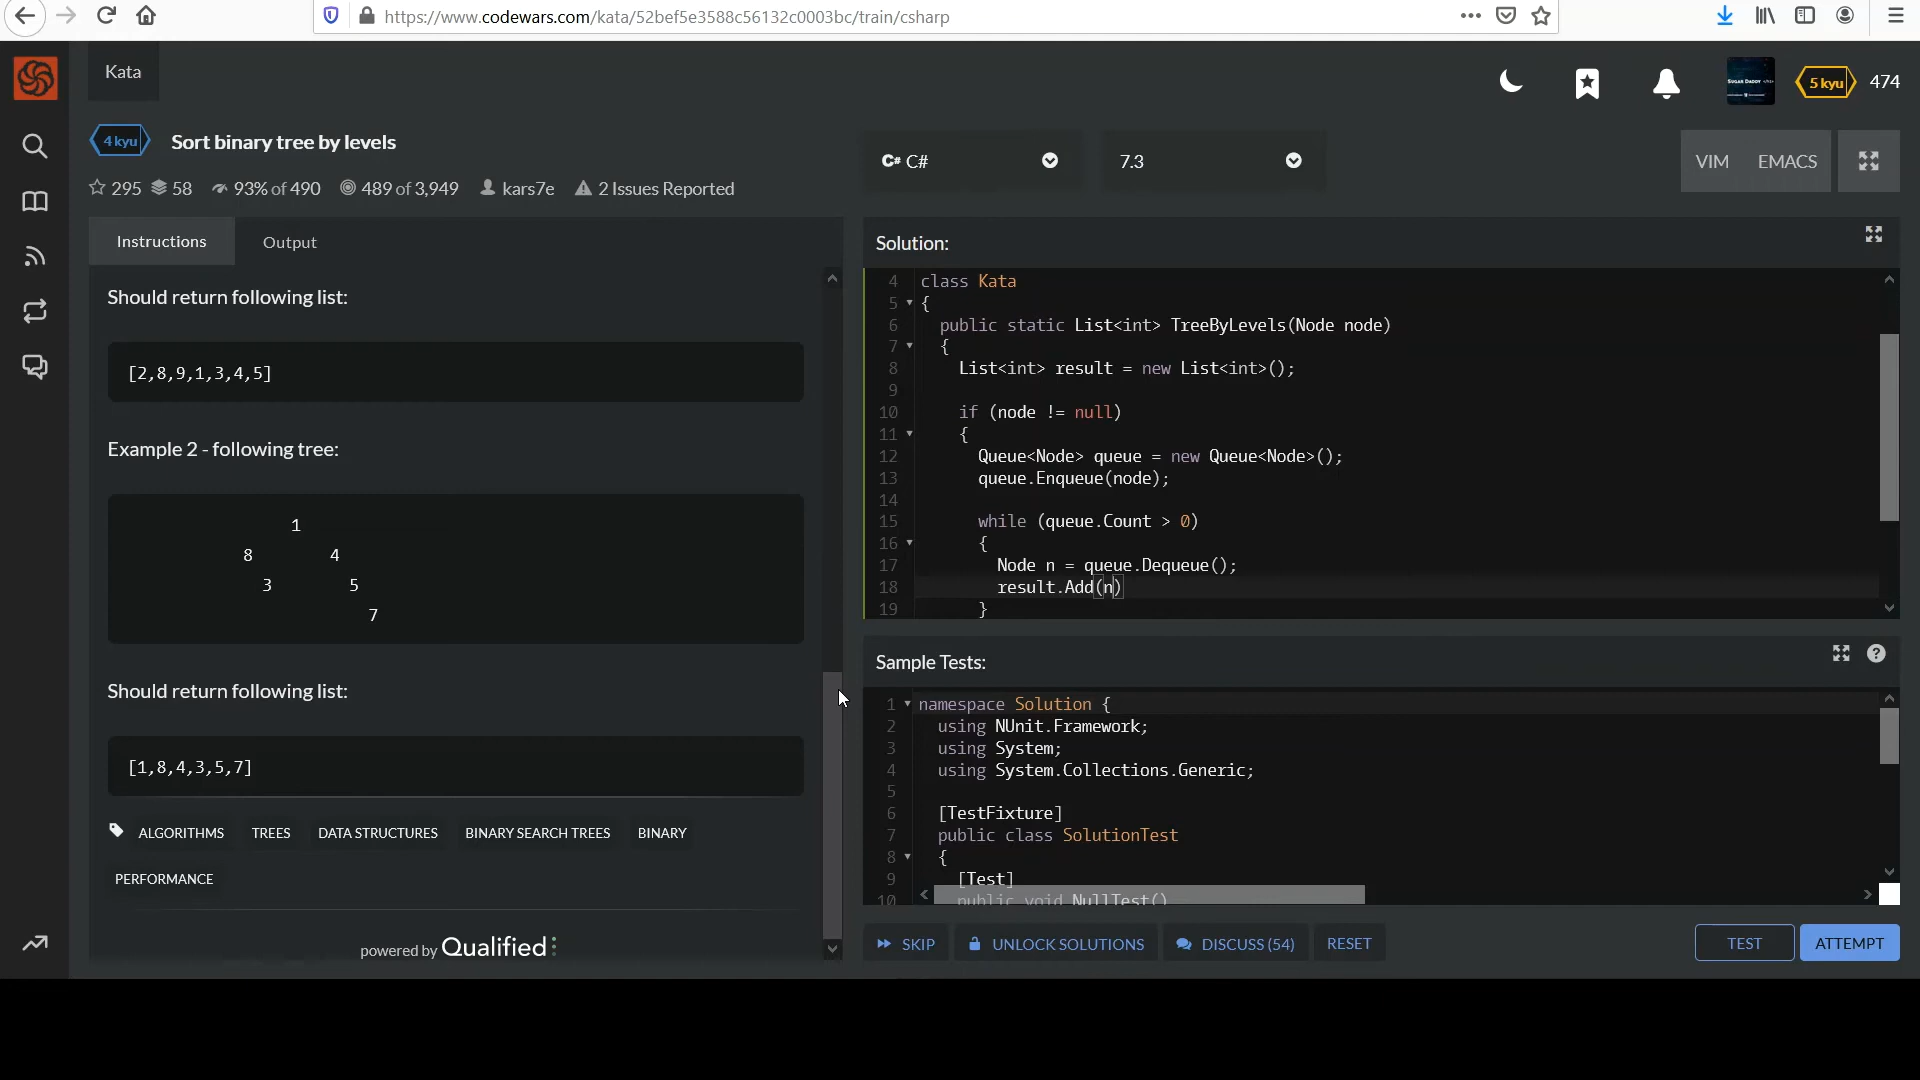 https://www.codewars.com/kata/52bef5e3588c56132c0003bc/train/csharp
Kata
5 kyu 474
4 kyu Sort binary tree by levels
295 58 93% of 490 489 of 3,949 kars7e 2 Issues Reported
C# C#
7.3
VIM EMACS
Instructions Output
Should return following list:
[2,8,9,1,3,4,5]
Example 2 - following tree:
1
8 4
3 5
7
Should return following list:
[1,8,4,3,5,7]
ALGORITHMS TREES DATA STRUCTURES BINARY SEARCH TREES BINARY
PERFORMANCE
powered by Qualified
Solution:
4 class Kata
5 {
6 public static List<int> TreeByLevels(Node node)
7 {
8 List<int> result = new List<int>();
9
10 if (node != null)
11 {
12 Queue<Node> queue = new Queue<Node>();
13 queue.Enqueue(node);
14
15 while (queue.Count > 0)
16 {
17 Node n = queue.Dequeue();
18 result.Add(n)
19 }
Sample Tests:
1 namespace Solution {
2 using NUnit.Framework;
3 using System;
4 using System.Collections.Generic;
5
6 [TestFixture]
7 public class SolutionTest
8 {
9 [Test]
10 public void NullTest()
SKIP UNLOCK SOLUTIONS DISCUSS (54) RESET TEST ATTEMPT